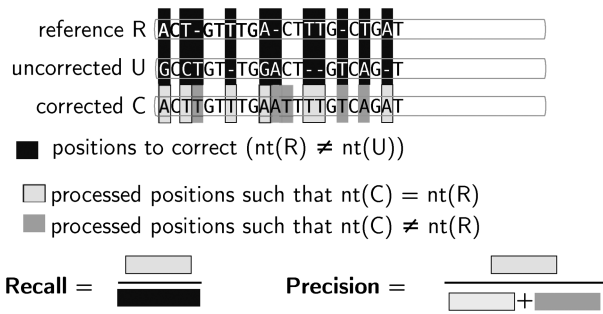 reference R ACT-GTTTGA-CTTTG-CTGAT
uncorrected U GCCTGT-TGGACT--GTCAG-T
corrected C ACTTGTTTGAATTTTGTCAGAT
positions to correct (nt(R) ≠ nt(U))
processed positions such that nt(C) = nt(R)
processed positions such that nt(C) ≠ nt(R)
Recall = Precision =
+